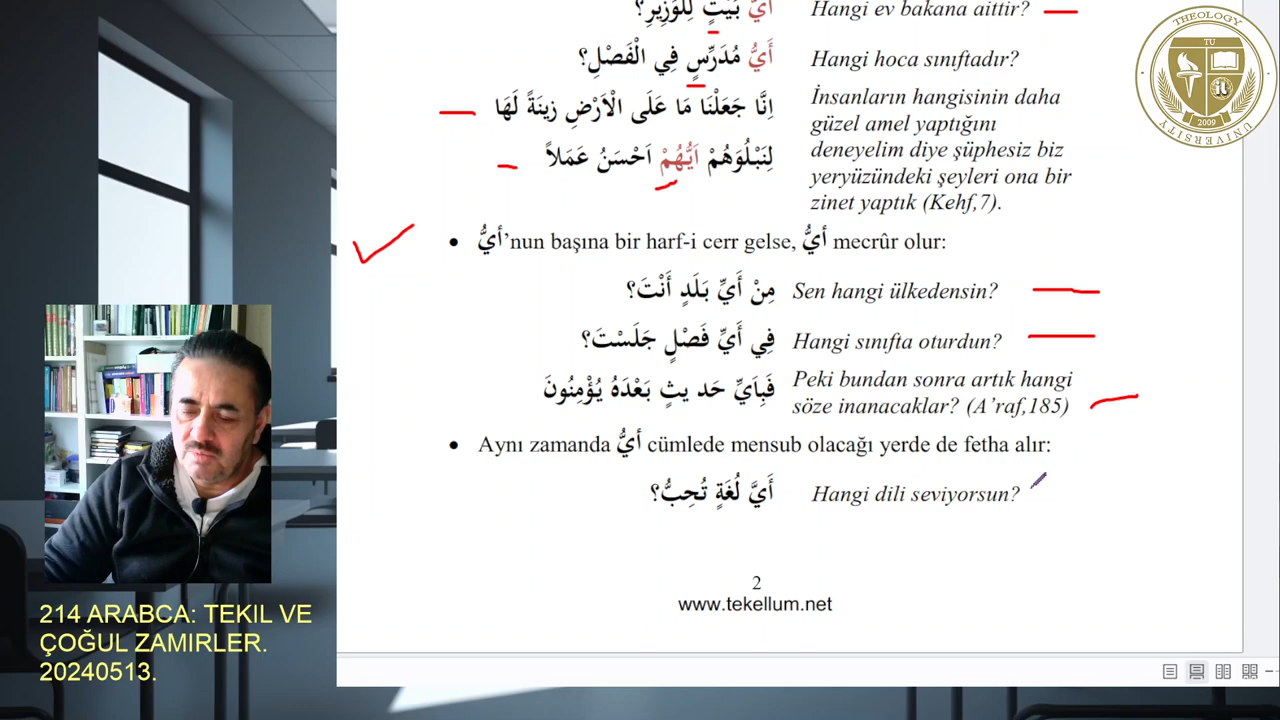 أَيُّ بَيْتٍ لِلْوَزِيرِ؟ Hangi ev bakana aittir?
أَيُّ مُدَرِّسٍ فِي الْفَصْلِ؟ Hangi hoca sınıftadır?
اِنَّا جَعَلْنَا مَا عَلَى الْاَرْضِ زِينَةً لَهَا
لِنَبْلُوَهُمْ اَيُّهُمْ اَحْسَنُ عَمَلاً
İnsanların hangisinin daha
güzel amel yaptığını
deneyelim diye şüphesiz biz
yeryüzündeki şeyleri ona bir
zinet yaptık (Kehf,7).
• أَيُّ’nun başına bir harf-i cerr gelse, أَيُّ mecrûr olur:
مِنْ أَيِّ بَلَدٍ أَنْتَ؟ Sen hangi ülkedensin?
فِي أَيِّ فَصْلٍ جَلَسْتَ؟ Hangi sınıfta oturdun?
فَبِاَيِّ حَد يثٍ بَعْدَهُ يُؤْمِنُونَ
Peki bundan sonra artık hangi
söze inanacaklar? (A’raf,185)
• Aynı zamanda أَيُّ cümlede mensub olacağı yerde de fetha alır:
أَيَّ لُغَةٍ تُحِبُّ؟ Hangi dili seviyorsun?
2
www.tekellum.net
214 ARABCA: TEKIL VE
ÇOĞUL ZAMIRLER.
20240513.
THEOLOGY
TU
2009
UNIVERSITY